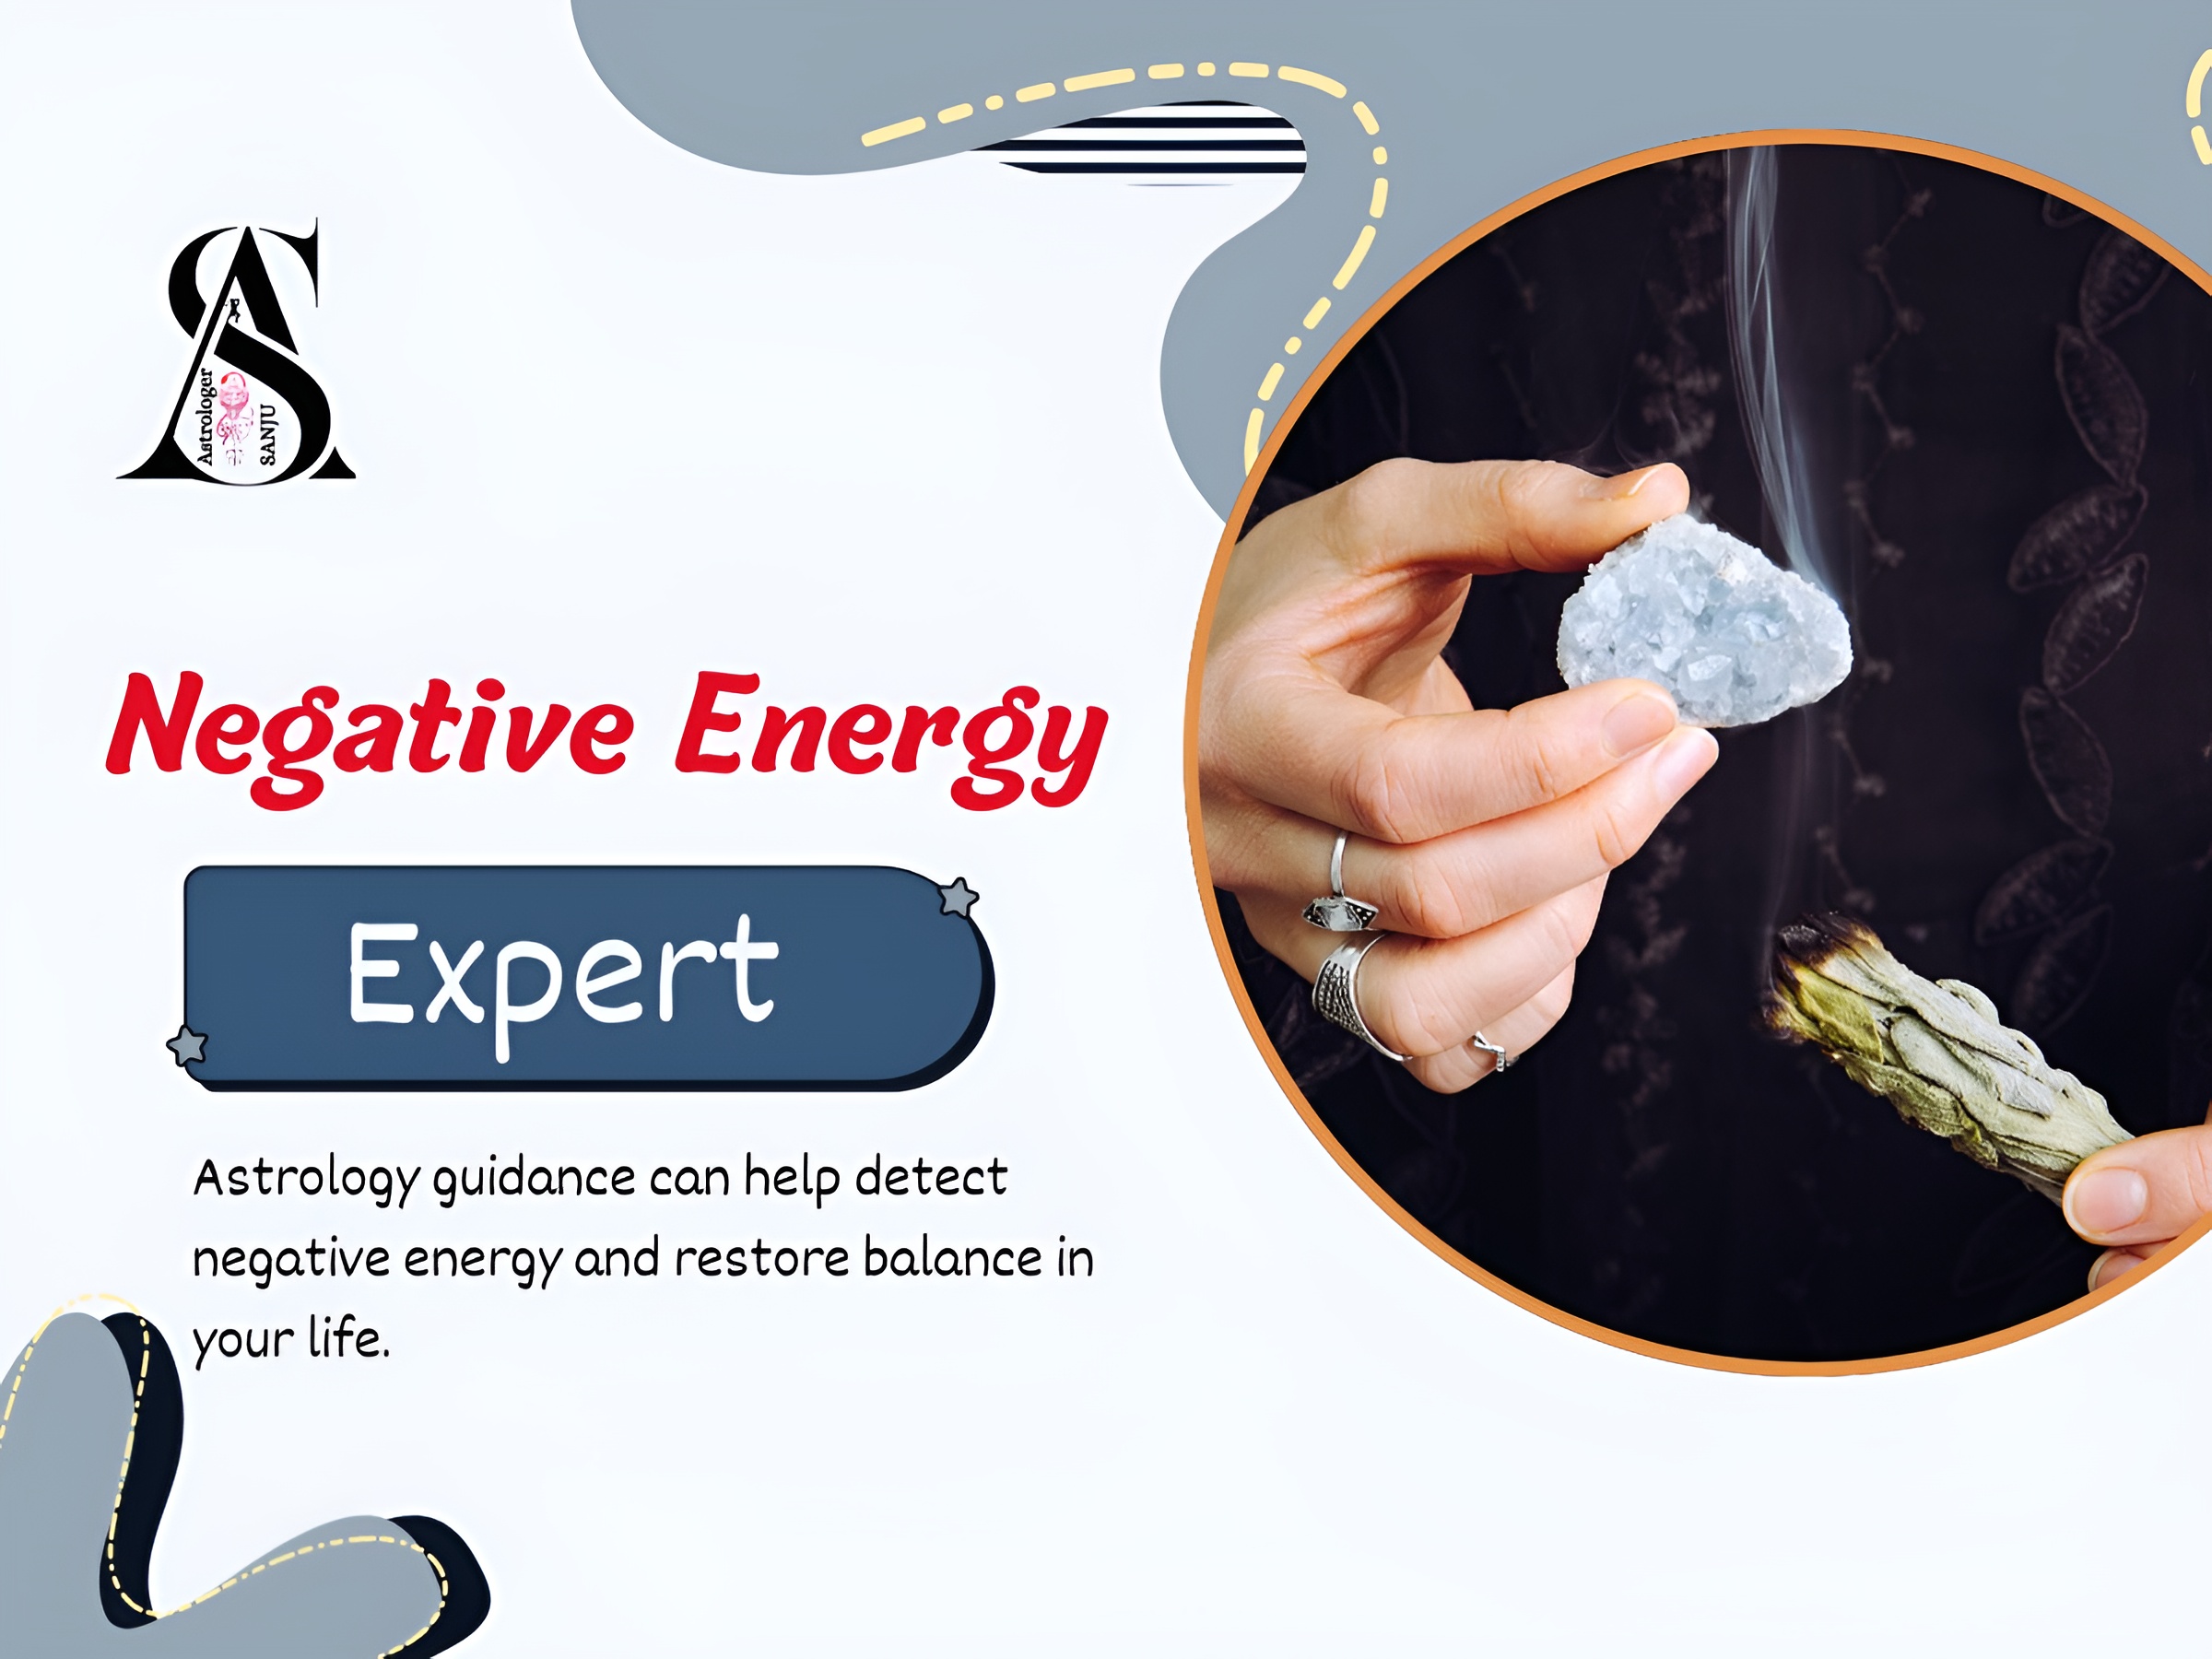 Astrologer
SANJU
Negative Energy
Expert
Astrology guidance can help detect
negative energy and restore balance in
your life.